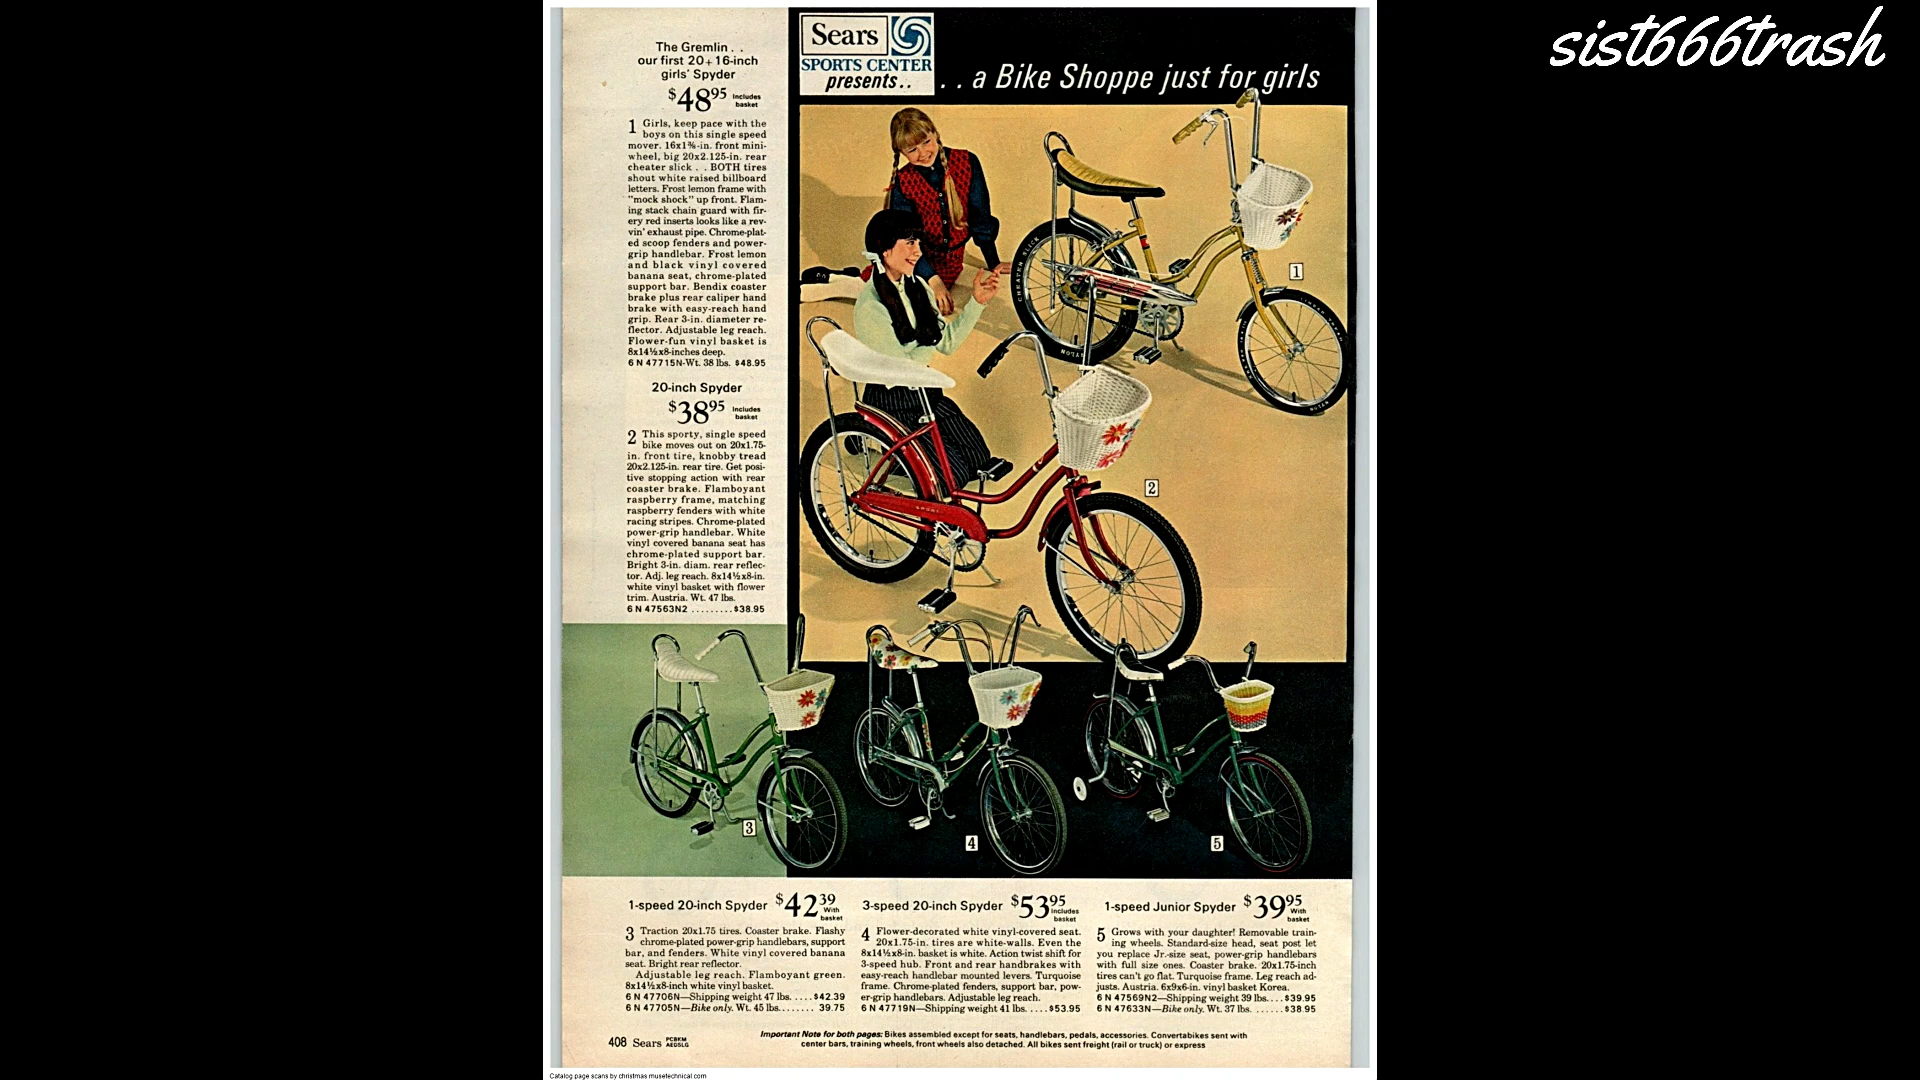 sist666trash
The Gremlin . .
our first 20+16-inch
girls' Spyder
$48.95 Includes basket
1 Girls, keep pace with the
boys on this single speed
mover. 16x1⅜-in. front mini-
wheel, big 20x2.125-in. rear
cheater slick . . BOTH tires
shout white raised billboard
letters. Frost lemon frame with
"mock shock" up front. Flam-
ing stack chain guard with fir-
ery red inserts looks like a rev-
vin' exhaust pipe. Chrome-plat-
ed scoop fenders and power-
grip handlebar. Frost lemon
and black vinyl covered
banana seat, chrome-plated
support bar. Bendix coaster
brake plus rear caliper hand
brake with easy-reach hand
grip. Rear 3-in. diameter re-
flector. Adjustable leg reach.
Flower-fun vinyl basket is
8x14½x8-inches deep.
6 N 47715N-Wt. 38 lbs. $48.95
20-inch Spyder
$38.95 Includes basket
2 This sporty, single speed
bike moves out on 20x1.75-
in. front tire, knobby tread
20x2.125-in. rear tire. Get posi-
tive stopping action with rear
coaster brake. Flamboyant
raspberry frame, matching
raspberry fenders with white
racing stripes. Chrome-plated
power-grip handlebar. White
vinyl covered banana seat has
chrome-plated support bar.
Bright 3-in. diam. rear reflec-
tor. Adj. leg reach. 8x14½x8-in.
white vinyl basket with flower
trim. Austria. Wt. 47 lbs.
6 N 47563N2 .........$38.95
Sears
SPORTS CENTER
presents..
. . a Bike Shoppe just for girls
CHEATER SLICK
NYLON
1
2
3
4
5
1-speed 20-inch Spyder $42.39 With basket
3 Traction 20x1.75 tires. Coaster brake. Flashy
chrome-plated power-grip handlebars, support
bar, and fenders. White vinyl covered banana
seat. Bright rear reflector.
Adjustable leg reach. Flamboyant green.
8x14½x8-inch white vinyl basket.
6 N 47706N—Shipping weight 47 lbs. ....$42.39
6 N 47705N—Bike only. Wt. 45 lbs........ 39.75
3-speed 20-inch Spyder $53.95 Includes basket
4 Flower-decorated white vinyl-covered seat.
20x1.75-in. tires are white-walls. Even the
8x14½x8-in. basket is white. Action twist shift for
3-speed hub. Front and rear handbrakes with
easy-reach handlebar mounted levers. Turquoise
frame. Chrome-plated fenders, support bar, pow-
er-grip handlebars. Adjustable leg reach.
6 N 47719N—Shipping weight 41 lbs. ....$53.95
1-speed Junior Spyder $39.95 With basket
5 Grows with your daughter! Removable train-
ing wheels. Standard-size head, seat post let
you replace Jr.-size seat, power-grip handlebars
with full size ones. Coaster brake. 20x1.75-inch
tires can't go flat. Turquoise frame. Leg reach ad-
justs. Austria. 6x9x6-in. vinyl basket Korea.
6 N 47569N2—Shipping weight 39 lbs....$39.95
6 N 47633N—Bike only. Wt. 37 lbs. ......$38.95
Important Note for both pages: Bikes assembled except for seats, handlebars, pedals, accessories. Convertabikes sent with
center bars, training wheels, front wheels also detached. All bikes sent freight (rail or truck) or express
408 Sears PCBKM AEDSLG
Catalog page scans by christmas.musetechnical.com